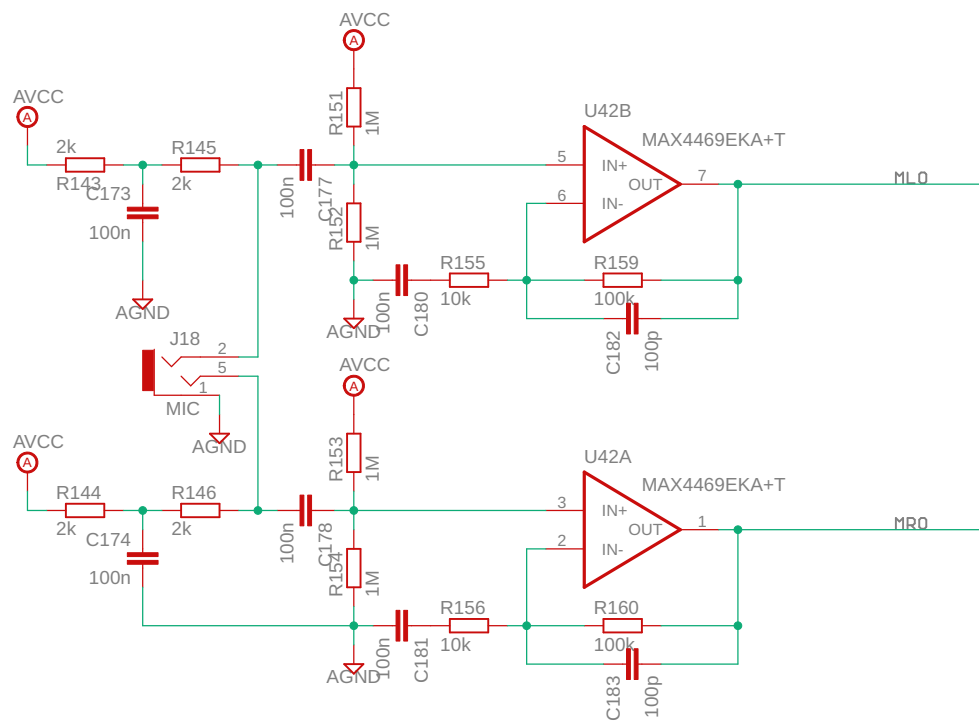 AVCC
A
R151
1M
U42B
MAX4469EKA+T
AVCC
A
2k
R143
R145
2k
C173
100n
AGND
100n
C177
R152
1M
5
IN+
6
IN-
OUT
7
MLO
AGND
100n
C180
R155
10k
R159
100k
C182
100p
J18
2
5
1
MIC
AGND
AVCC
A
R153
1M
U42A
MAX4469EKA+T
AVCC
A
R144
2k
R146
2k
C174
100n
100n
C178
R154
1M
3
IN+
2
IN-
OUT
1
MRO
AGND
100n
C181
R156
10k
R160
100k
C183
100p